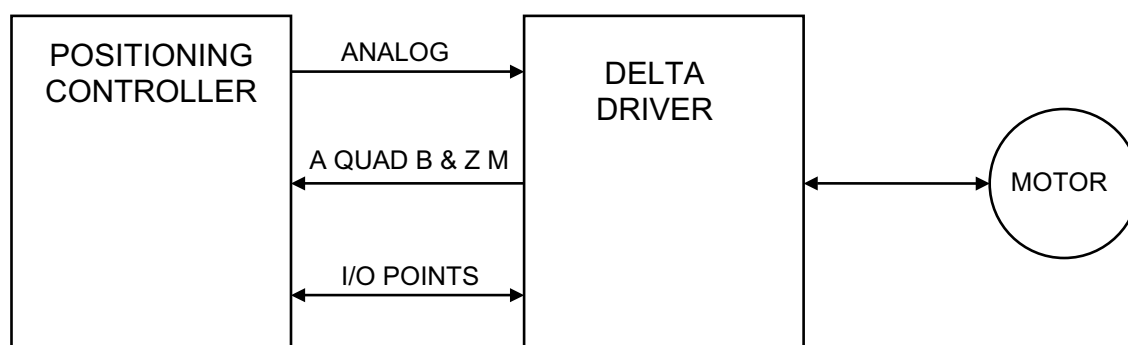 POSITIONING
CONTROLLER
ANALOG
A QUAD B & Z M
I/O POINTS
DELTA
DRIVER
MOTOR